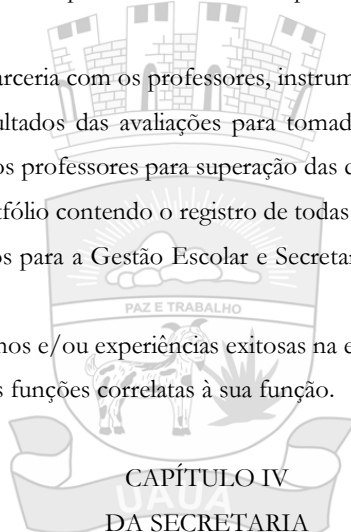 arceria com os professores, instrum
ultados das avaliações para tomad
os professores para superação das c
tfólio contendo o registro de todas
os para a Gestão Escolar e Secretar
PAZ E TRABALHO
nos e/ou experiências exitosas na e
s funções correlatas à sua função.
CAPÍTULO IV
UAUÁ
DA SECRETARIA